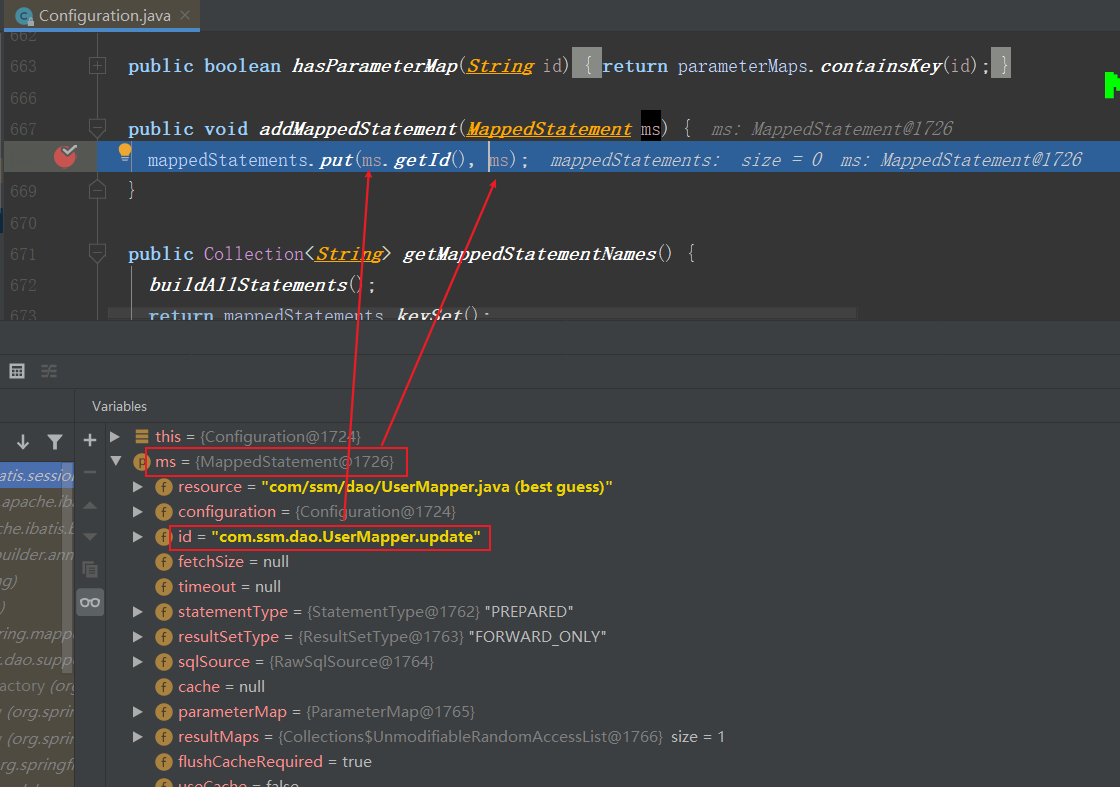 Configuration.java
662
663 public boolean hasParameterMap(String id) { return parameterMaps.containsKey(id); }
666
667 public void addMappedStatement(MappedStatement ms) { ms: MappedStatement@1726
mappedStatements.put(ms.getId(), ms); mappedStatements: size = 0 ms: MappedStatement@1726
669 }
670
671 public Collection<String> getMappedStatementNames() {
672 buildAllStatements();
673 return mappedStatements.keySet();
Variables
this = {Configuration@1724}
ms = {MappedStatement@1726}
atis.session
resource = "com/ssm/dao/UserMapper.java (best guess)"
.apache.iba
configuration = {Configuration@1724}
che.ibatis.b
id = "com.ssm.dao.UserMapper.update"
builder.ann
fetchSize = null
ng)
timeout = null
)
statementType = {StatementType@1762} "PREPARED"
ring.mappe
resultSetType = {ResultSetType@1763} "FORWARD_ONLY"
.dao.suppo
sqlSource = {RawSqlSource@1764}
actory (org
cache = null
(org.sprin
parameterMap = {ParameterMap@1765}
(org.sprin
resultMaps = {Collections$UnmodifiableRandomAccessList@1766} size = 1
rg.springf
flushCacheRequired = true
useCache = false